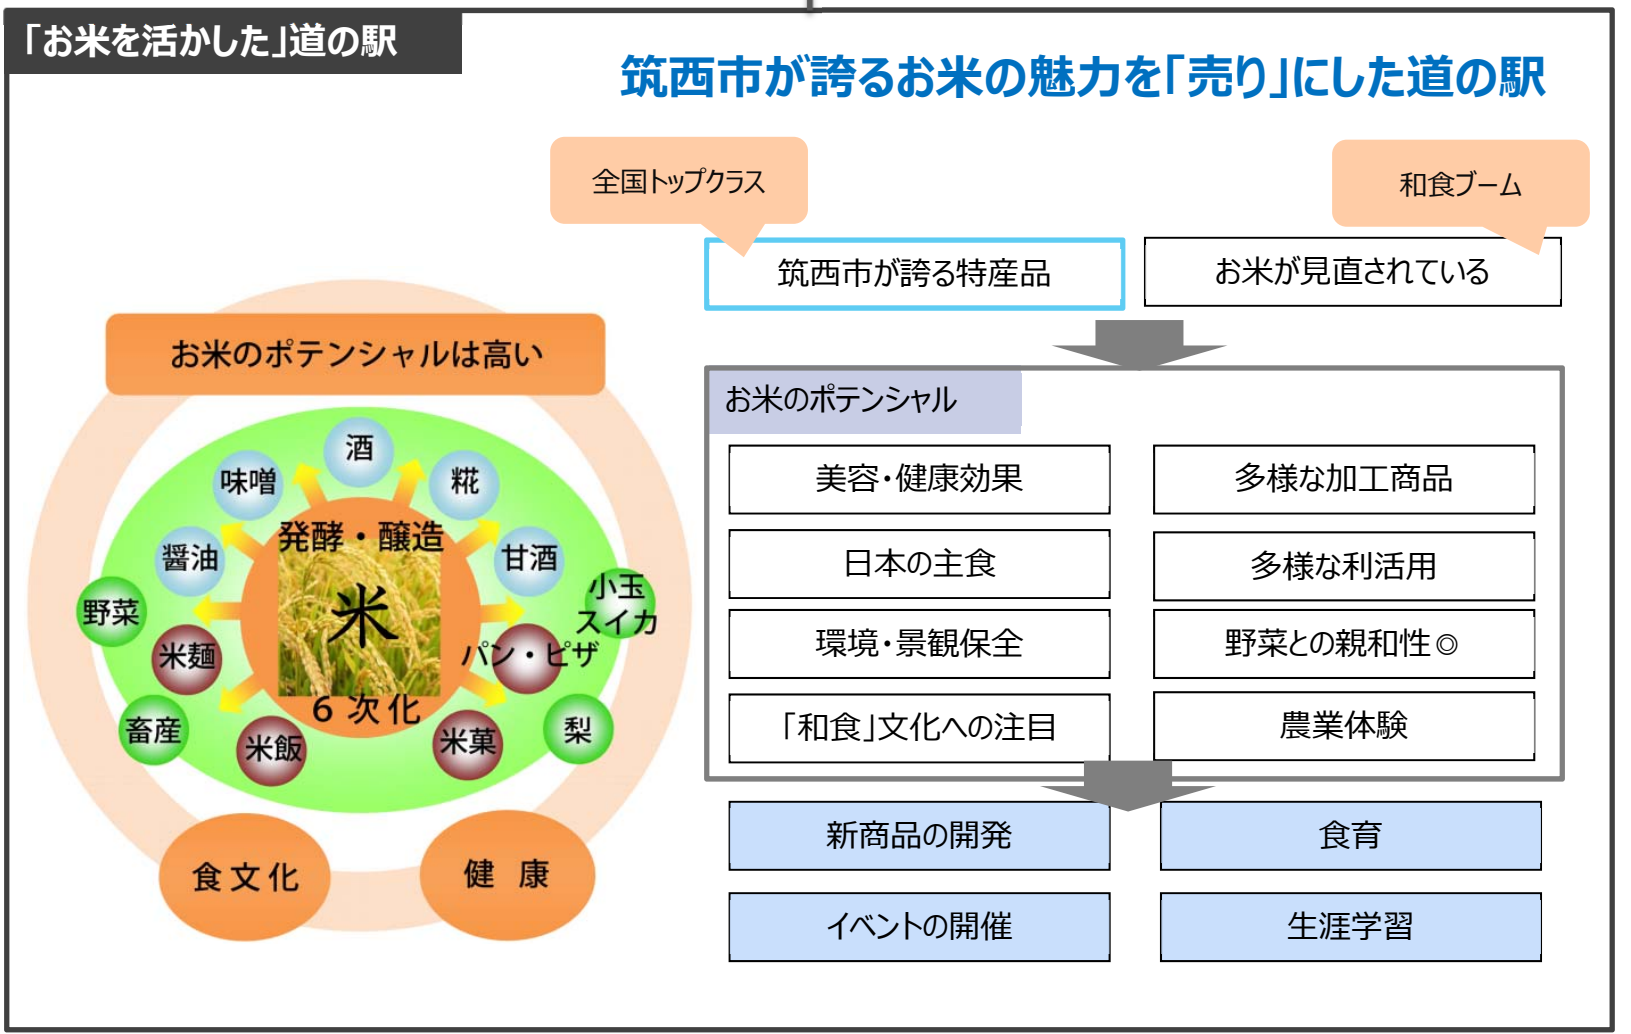 「お米を活かした」道の駅
筑西市が誇るお米の魅力を「売り」にした道の駅
全国トップクラス
和食ブーム
筑西市が誇る特産品
お米が見直されている
お米のポテンシャルは高い
酒
味噌
糀
発酵・醸造
醤油
甘酒
米
野菜
小玉
スイカ
米麺
パン・ピザ
6次化
畜産
米飯
米菓
梨
食文化
健 康
お米のポテンシャル
美容・健康効果
多様な加工商品
日本の主食
多様な利活用
環境・景観保全
野菜との親和性◎
「和食」文化への注目
農業体験
新商品の開発
食育
イベントの開催
生涯学習